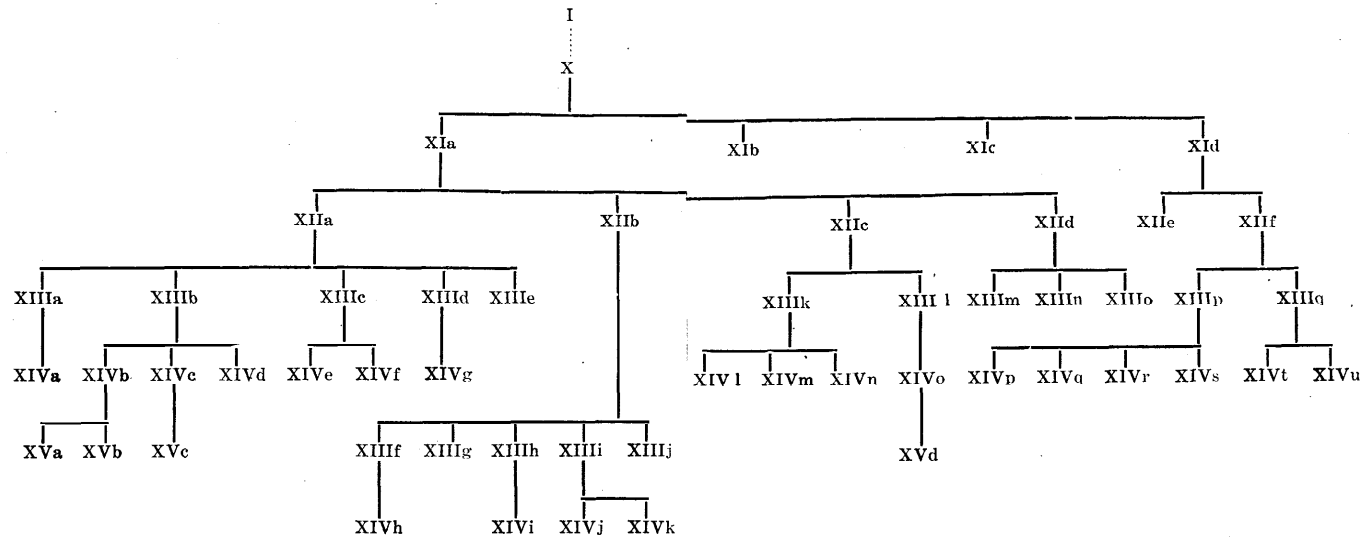 I
X
XIa XIb XIc XId
XIIa XIIb XIIc XIId XIIe XIIf
XIIIa XIIIb XIIIc XIIId XIIIe XIIIk XIII l XIIIm XIIIn XIIIo XIIIp XIIIq
XIVa XIVb XIVc XIVd XIVe XIVf XIVg XIV l XIVm XIVn XIVo XIVp XIVq XIVr XIVs XIVt XIVu
XVa XVb XVc XIIIf XIIIg XIIIh XIIIi XIIIj XVd
XIVh XIVi XIVj XIVk